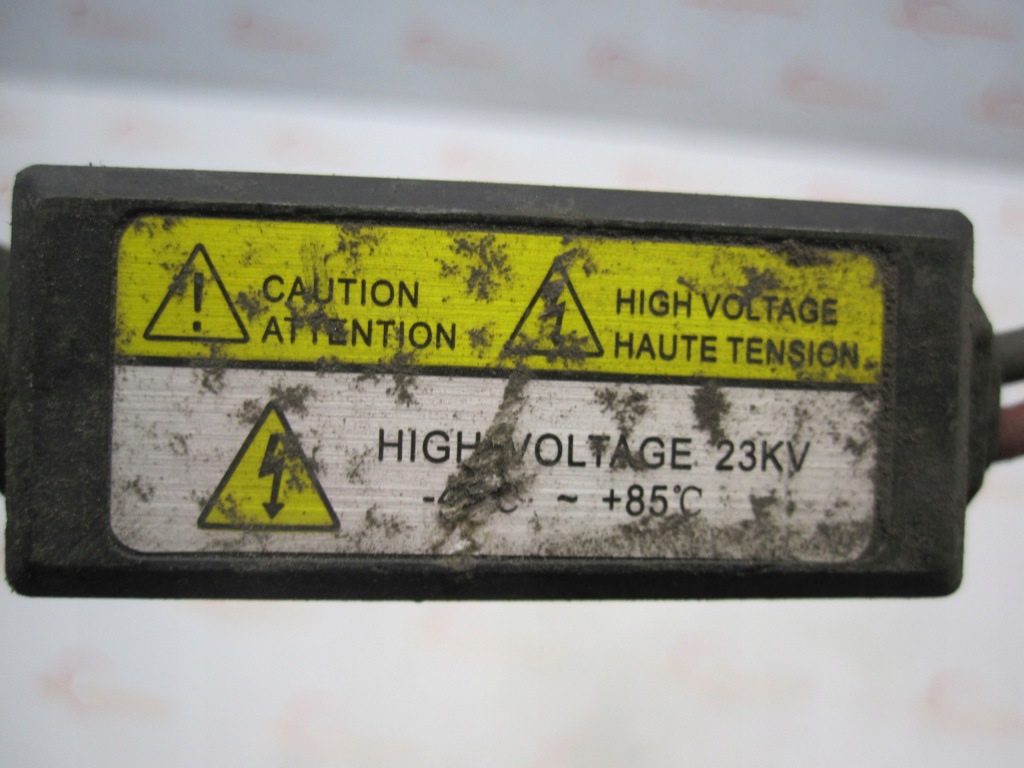 CAUTION
ATTENTION
HIGH VOLTAGE
HAUTE TENSION
HIGH VOLTAGE 23KV
~ +85℃